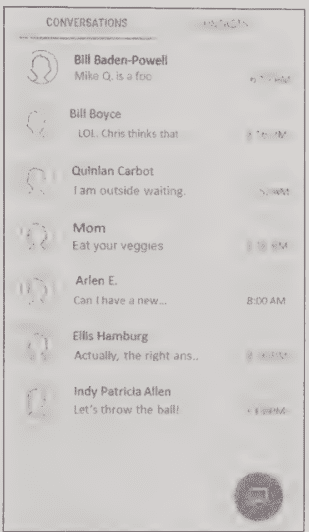 CONVERSATIONS
Bill Baden-Powell
Mike Q. is a foo
Bill Boyce
LOL. Chris thinks that
Quinlan Carbot
I am outside waiting.
Mom
Eat your veggies
Arlen E.
Can I have a new...
8:00 AM
Ellis Hamburg
Actually, the right ans..
Indy Patricia Allen
Let's throw the ball!